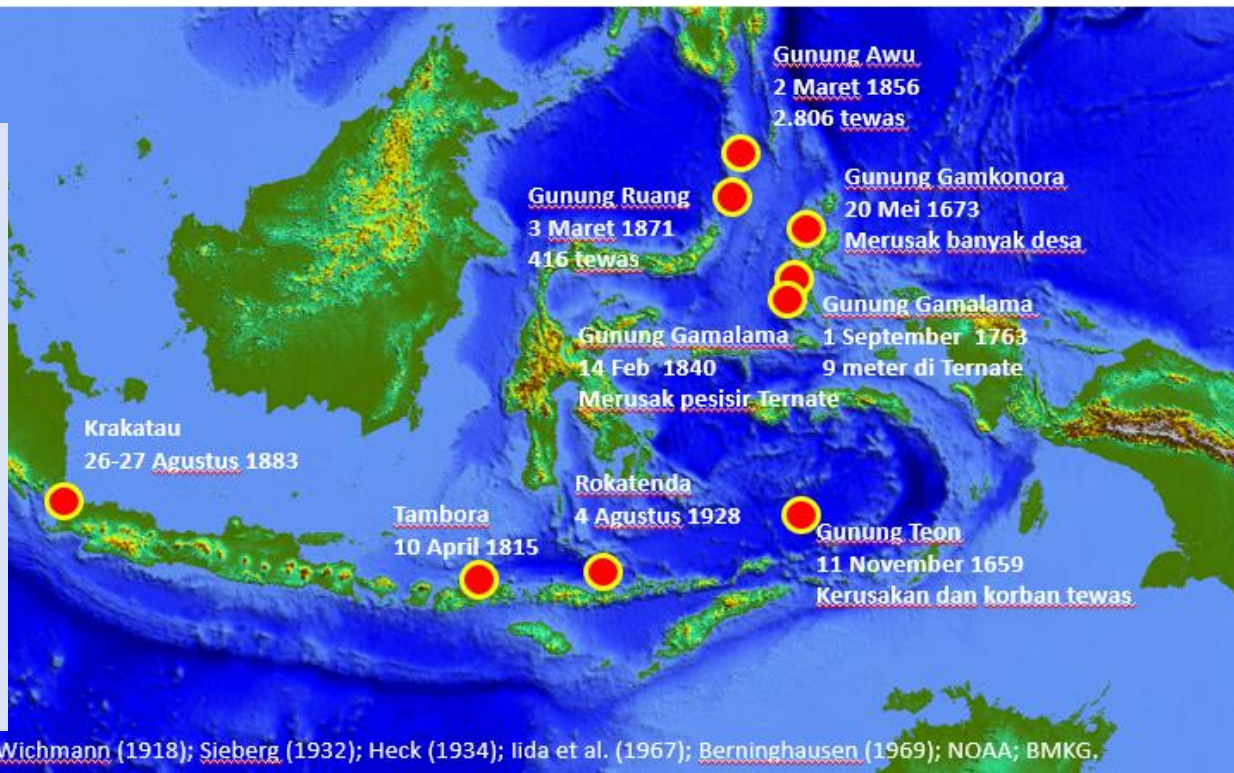 Gunung Awu
2 Maret 1856
2.806 tewas
Gunung Gamkonora
20 Mei 1673
Merusak banyak desa
Gunung Ruang
3 Maret 1871
416 tewas
Gunung Gamalama
1 September 1763
9 meter di Ternate
Gunung Gamalama
14 Feb 1840
Merusak pesisir Ternate
Krakatau
26-27 Agustus 1883
Rokatenda
4 Agustus 1928
Tambora
10 April 1815
Gunung Teon
11 November 1659
Kerusakan dan korban tewas
Wichmann (1918); Sieberg (1932); Heck (1934); Iida et al. (1967); Berninghausen (1969); NOAA; BMKG.